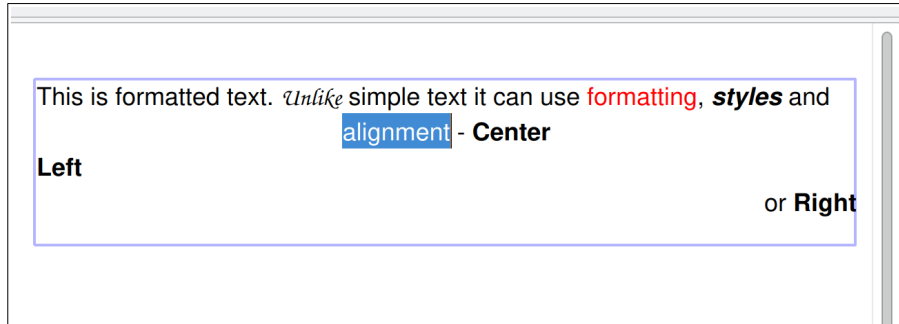 This is formatted text. Unlike simple text it can use formatting, styles and
alignment - Center
Left
or Right